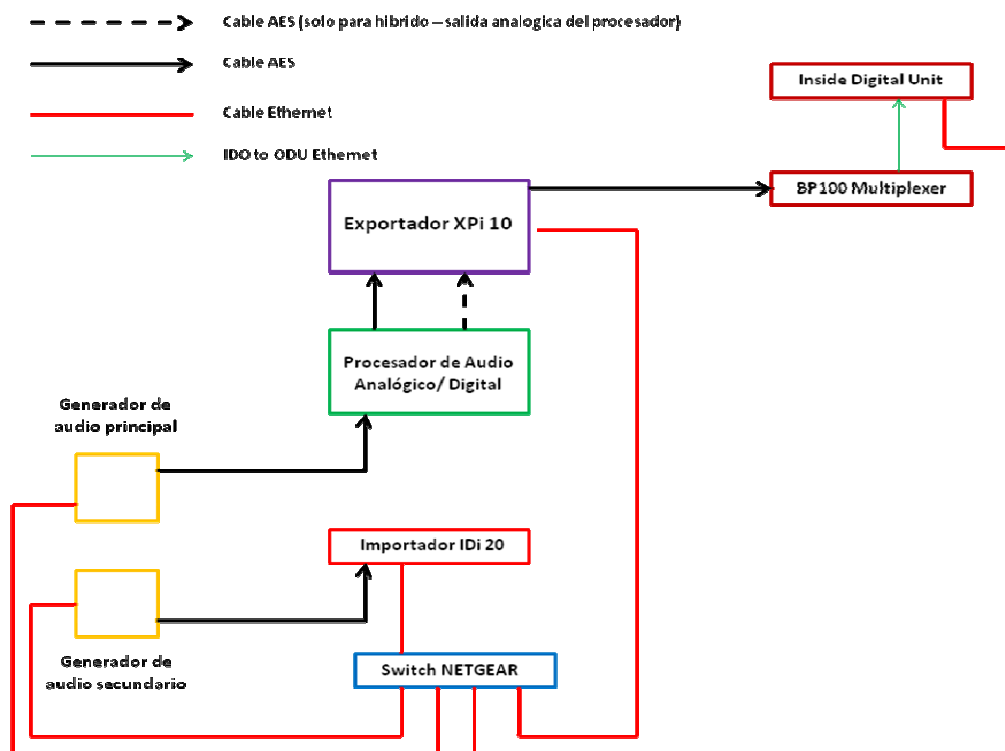 Cable AES (solo para hibrido – salida analogica del procesador)
Cable AES
Cable Ethernet
IDO to ODU Ethernet
Inside Digital Unit
BP100 Multiplexer
Exportador XPi 10
Procesador de Audio
Analógico/ Digital
Generador de
audio principal
Importador IDi 20
Generador de
audio secundario
Switch NETGEAR